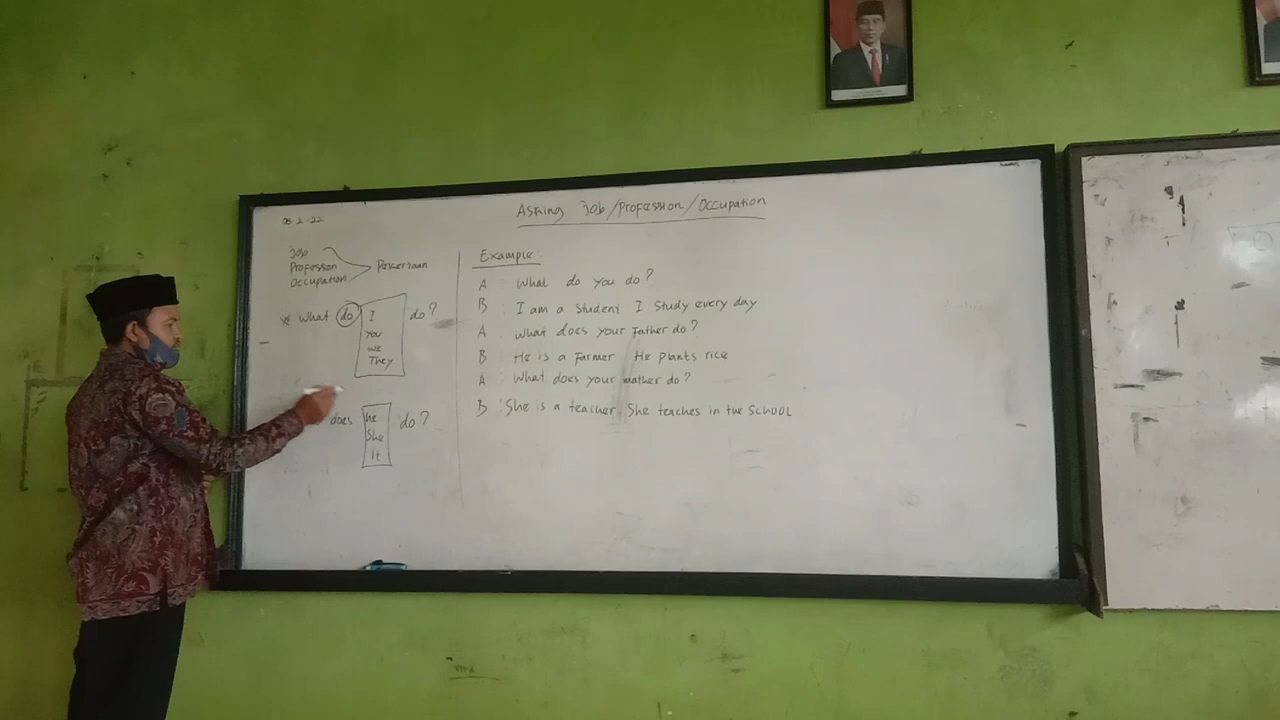 03-2-22
Asking Job/Profession/Occupation
Job
Profession
Occupation
Pekerjaan
* What do
I
You
We
They
do?
does
he
She
It
do?
Example:
A : What do you do?
B : I am a student I study every day
A : What does your Father do?
B : He is a Farmer He plants rice
A : What does your mother do?
B : She is a teacher She teaches in the SCHOOL